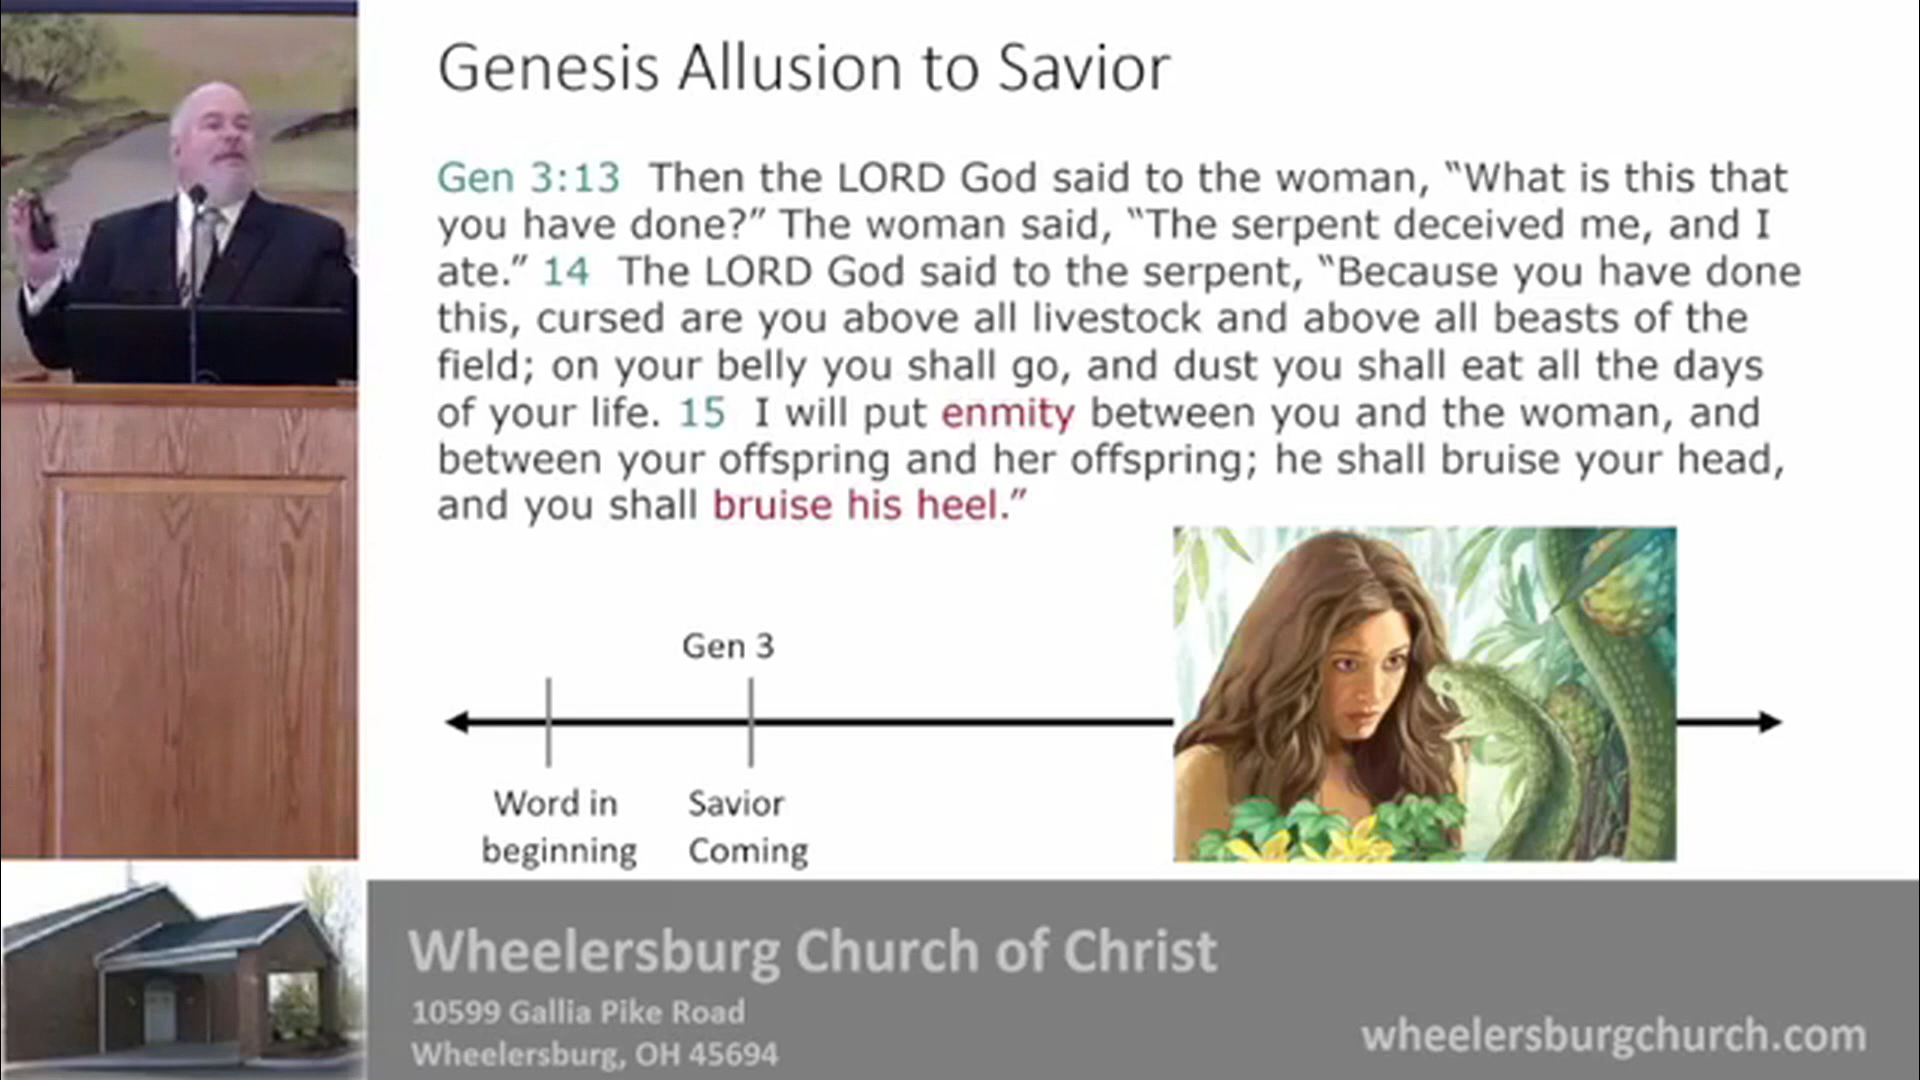 Genesis Allusion to Savior
Gen 3:13 Then the LORD God said to the woman, “What is this that
you have done?” The woman said, “The serpent deceived me, and I
ate.” 14 The LORD God said to the serpent, “Because you have done
this, cursed are you above all livestock and above all beasts of the
field; on your belly you shall go, and dust you shall eat all the days
of your life. 15 I will put enmity between you and the woman, and
between your offspring and her offspring; he shall bruise your head,
and you shall bruise his heel.”
Gen 3
Word in
beginning
Savior
Coming
Wheelersburg Church of Christ
10599 Gallia Pike Road
Wheelersburg, OH 45694
wheelersburgchurch.com